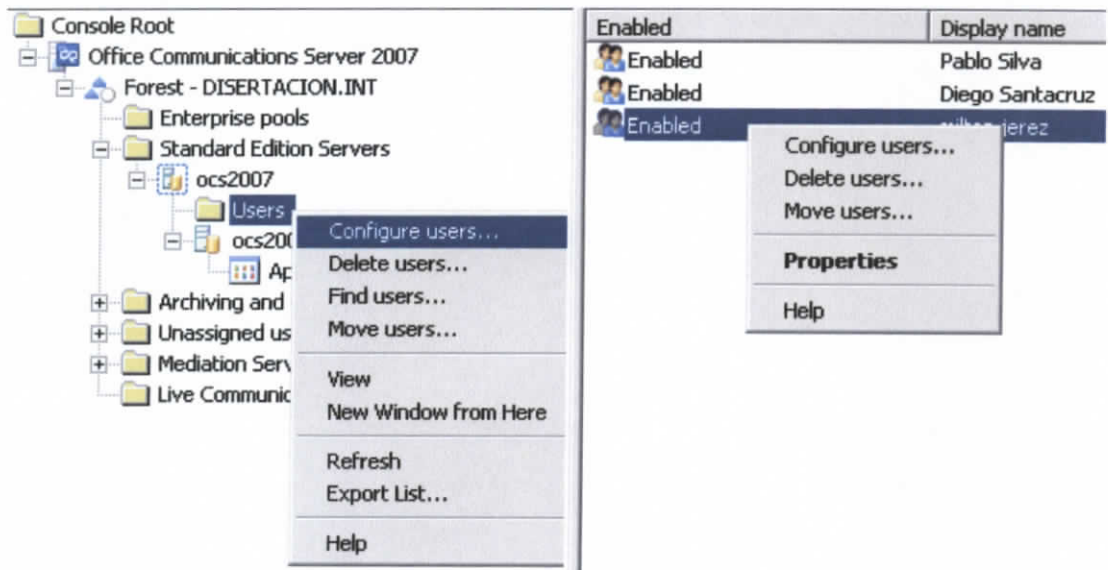 Console Root
Office Communications Server 2007
Forest - DISERTACION.INT
Enterprise pools
Standard Edition Servers
ocs2007
Users
ocs200
Ap
Archiving and
Unassigned us
Mediation Serv
Live Communic
Configure users...
Delete users...
Find users...
Move users...
View
New Window from Here
Refresh
Export List...
Help
Enabled Display name
Enabled Pablo Silva
Enabled Diego Santacruz
Enabled jerez
Configure users...
Delete users...
Move users...
Properties
Help